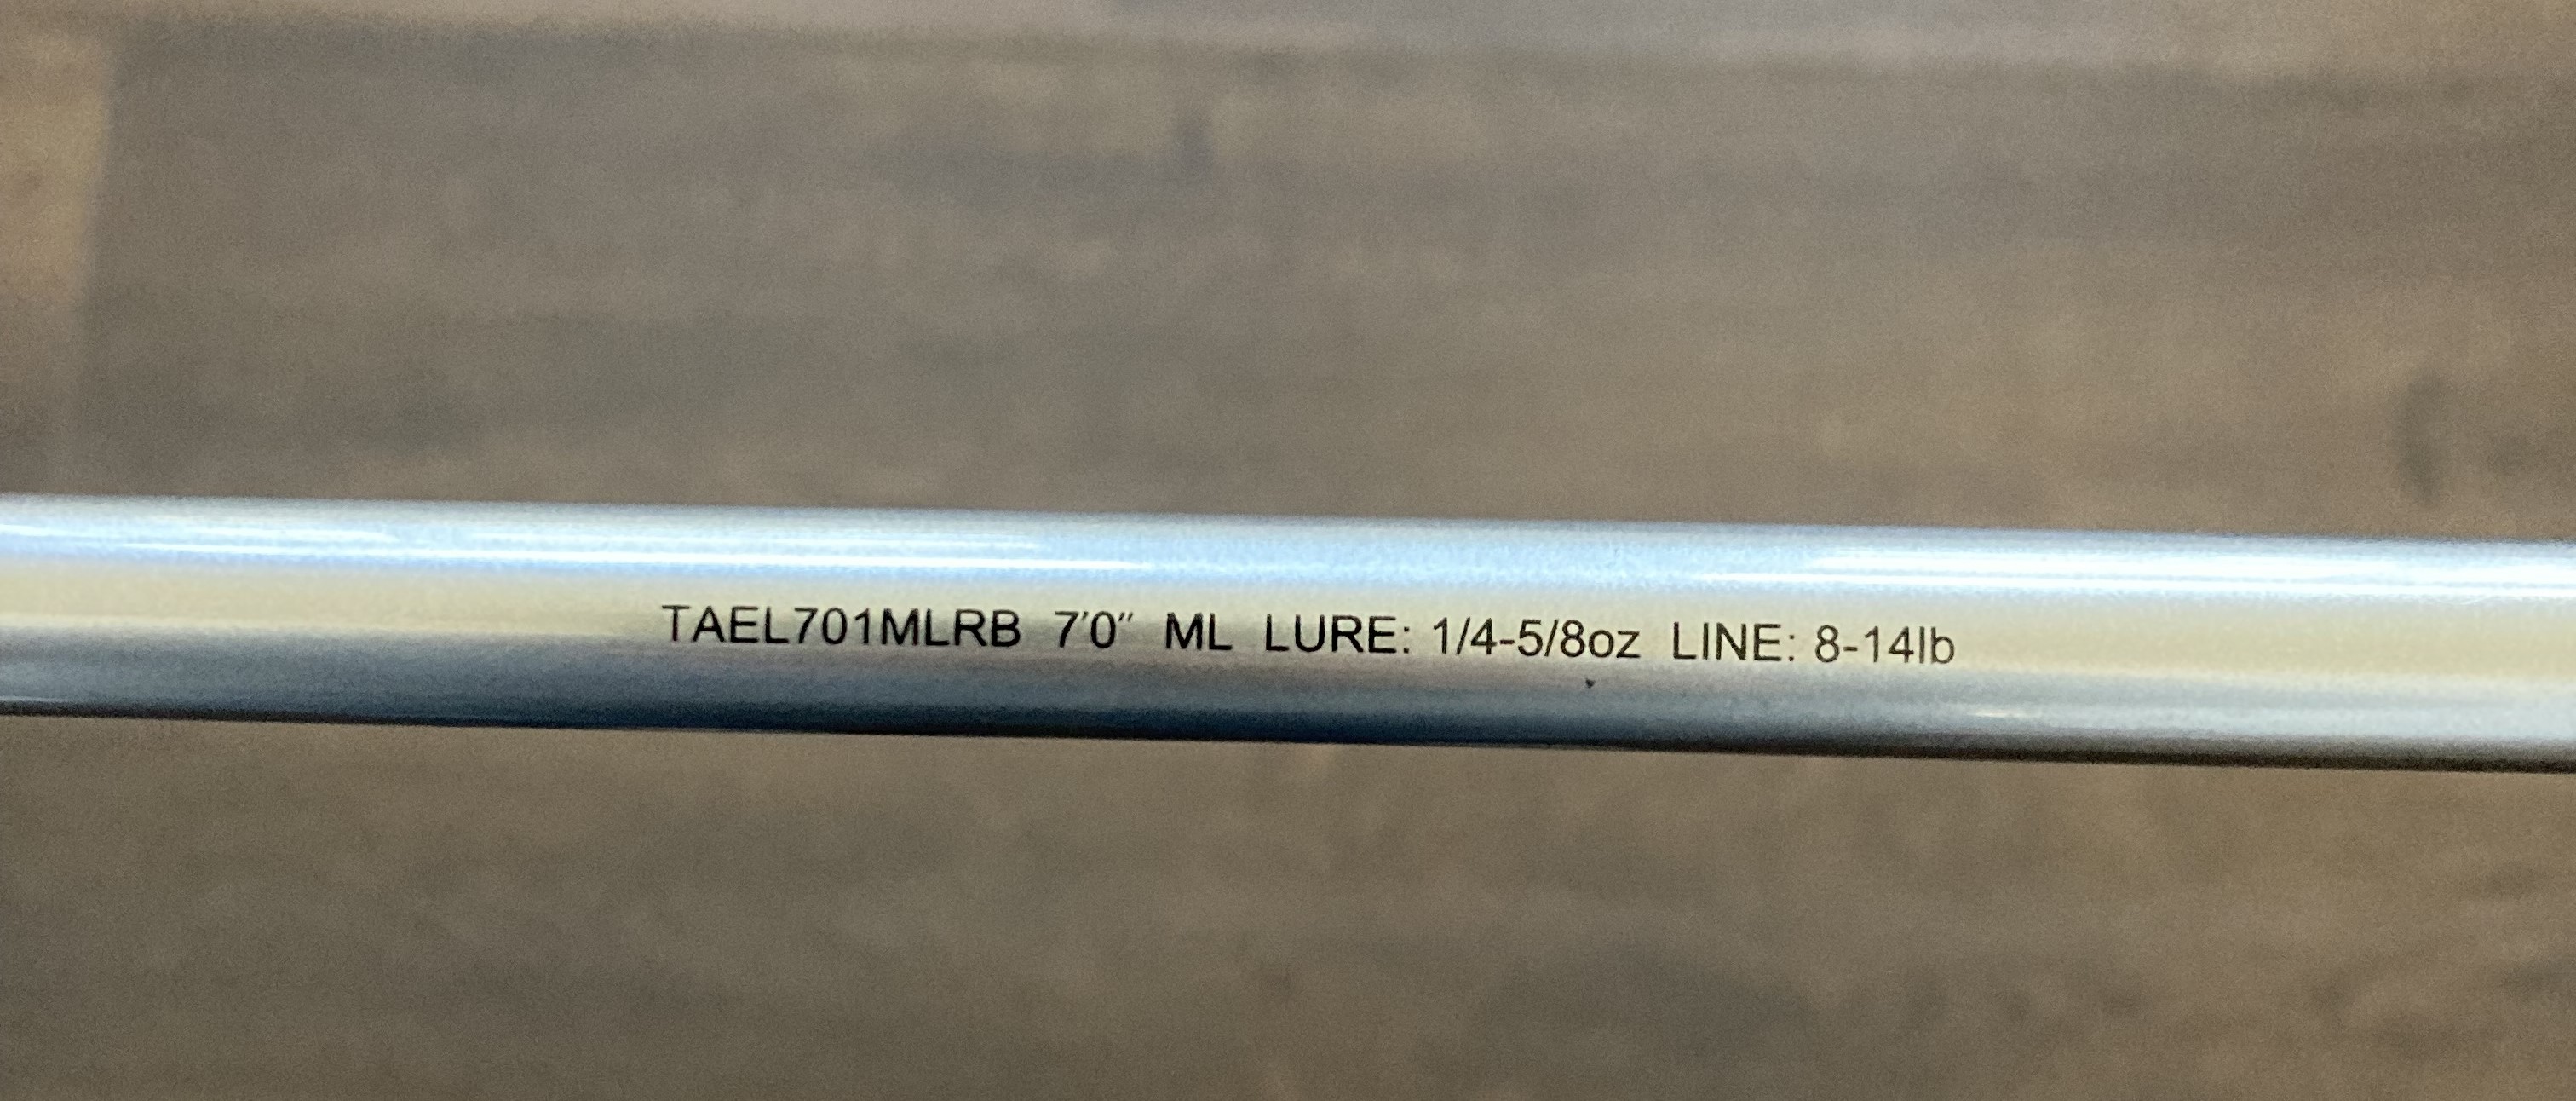 TAEL701MLRB 7'0" ML LURE: 1/4-5/8oz LINE: 8-14lb